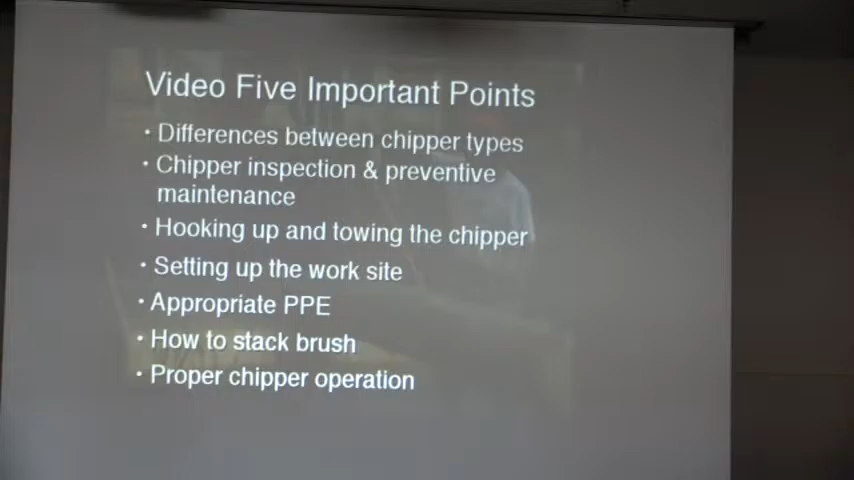 Video Five Important Points
• Differences between chipper types
• Chipper inspection & preventive
maintenance
• Hooking up and towing the chipper
• Setting up the work site
• Appropriate PPE
• How to stack brush
• Proper chipper operation